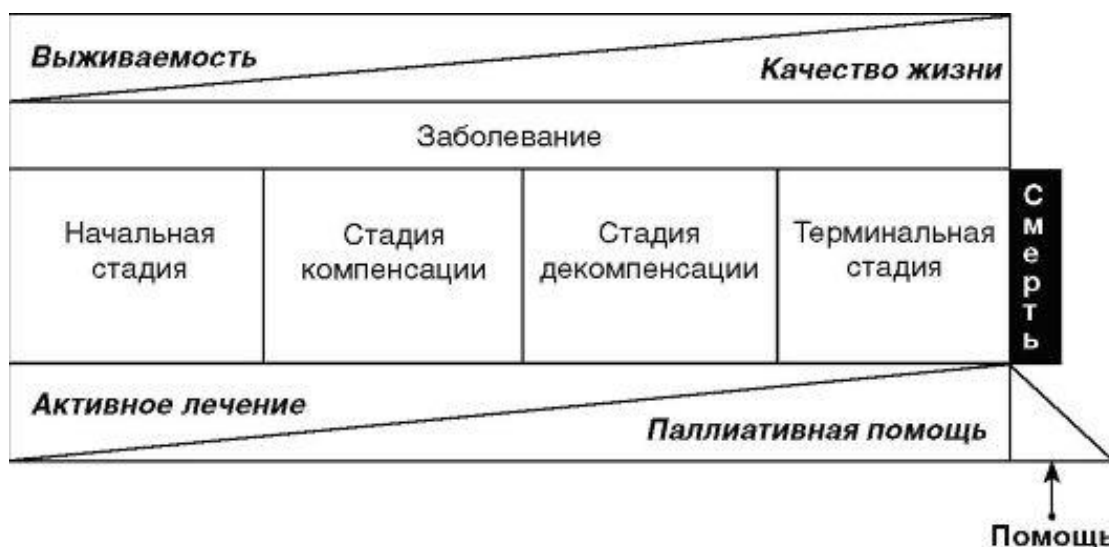 Выживаемость
Качество жизни
Заболевание
Начальная
стадия
Стадия
компенсации
Стадия
декомпенсации
Терминальная
стадия
Смерть
Активное лечение
Паллиативная помощь
Помощь